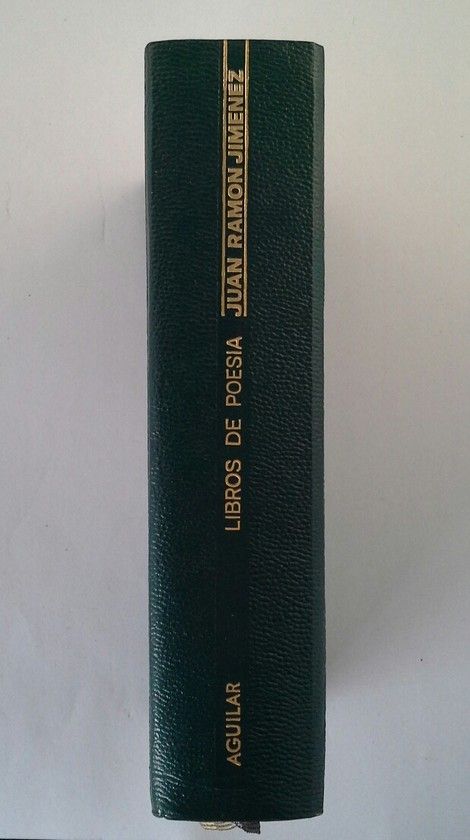 JUAN RAMON JIMENEZ
LIBROS DE POESIA
AGUILAR